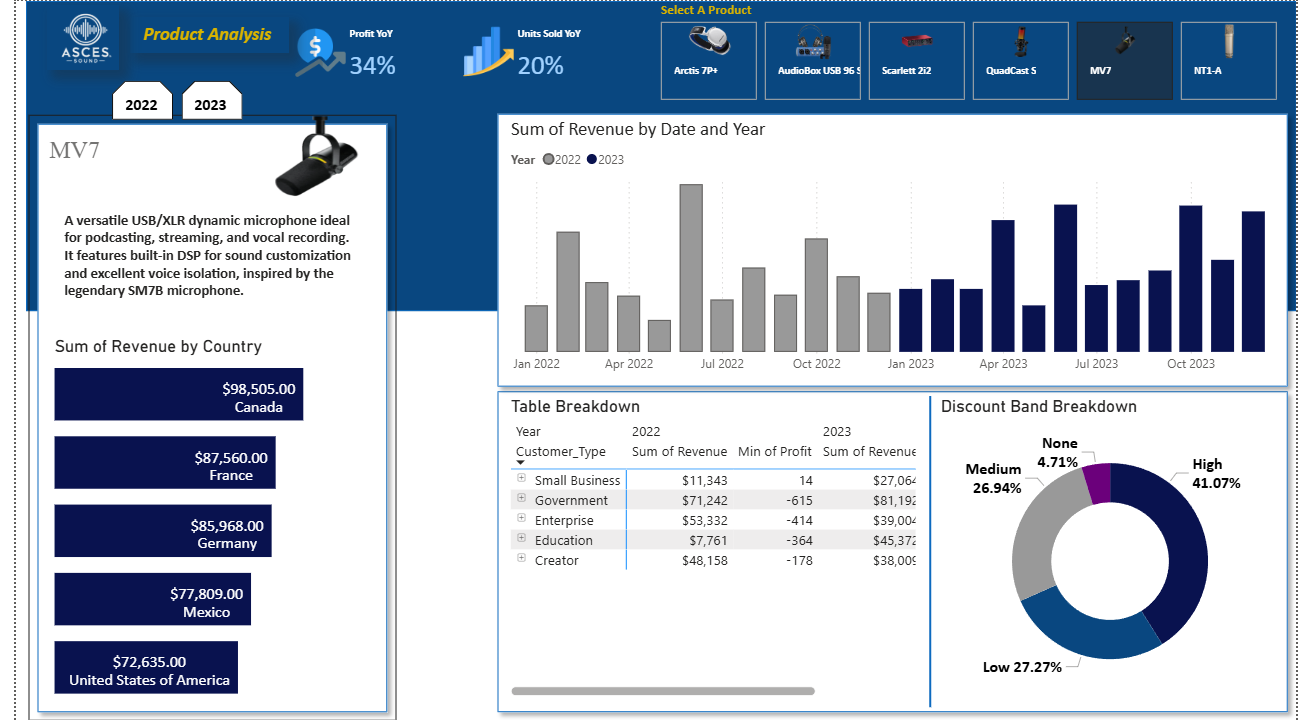 ASCES
SOUND
Product Analysis
Profit YoY
34%
Units Sold YoY
20%
Select A Product
Arctis 7P+
AudioBox USB 96 S
Scarlett 2i2
QuadCast S
MV7
NT1-A
2022
2023
MV7
A versatile USB/XLR dynamic microphone ideal
for podcasting, streaming, and vocal recording.
It features built-in DSP for sound customization
and excellent voice isolation, inspired by the
legendary SM7B microphone.
Sum of Revenue by Country
$98,505.00
Canada
$87,560.00
France
$85,968.00
Germany
$77,809.00
Mexico
$72,635.00
United States of America
Sum of Revenue by Date and Year
Year 2022 2023
Jan 2022 Apr 2022 Jul 2022 Oct 2022 Jan 2023 Apr 2023 Jul 2023 Oct 2023
Table Breakdown
Year 2022 2023
Customer_Type Sum of Revenue Min of Profit Sum of Revenue
Small Business $11,343 14 $27,064
Government $71,242 -615 $81,192
Enterprise $53,332 -414 $39,004
Education $7,761 -364 $45,372
Creator $48,158 -178 $38,009
Discount Band Breakdown
None
4.71%
Medium
26.94%
High
41.07%
Low 27.27%